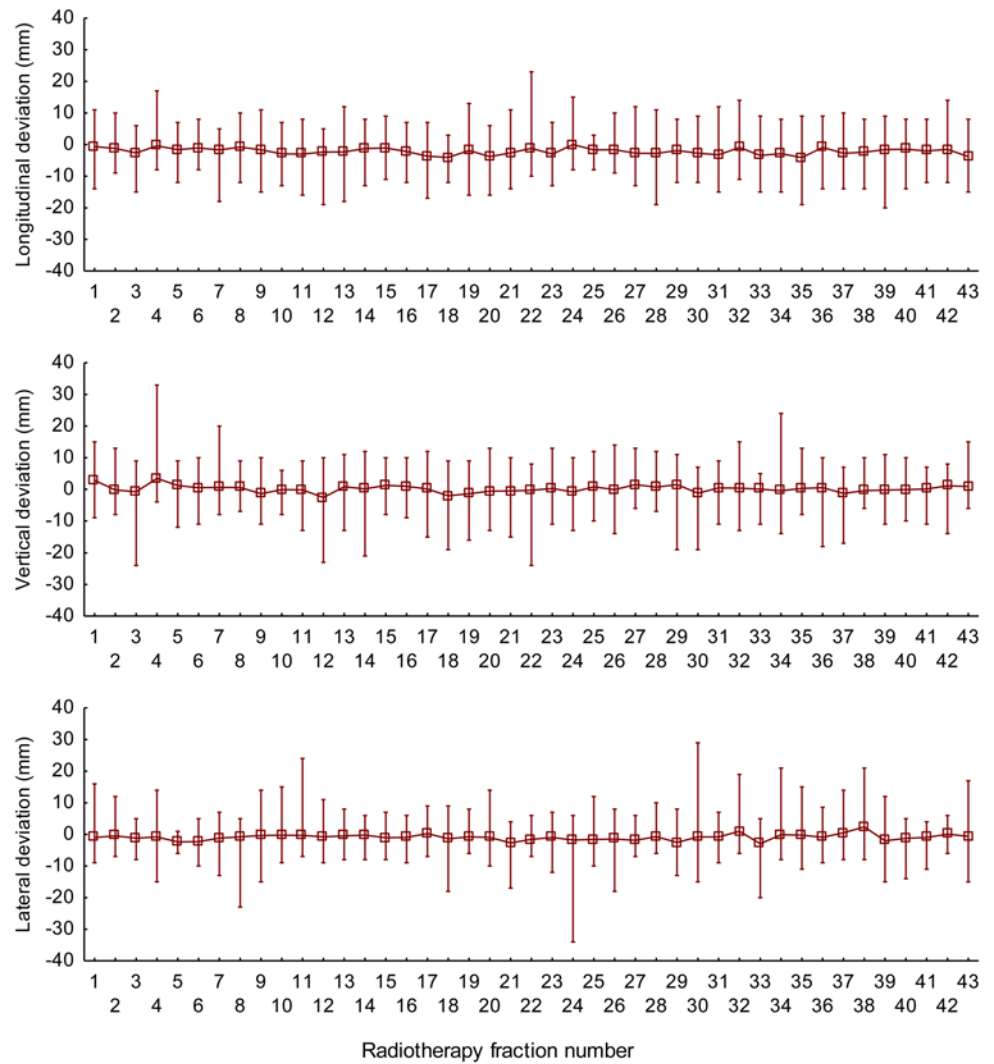 Longitudinal deviation (mm)
40
30
20
10
0
-10
-20
-30
-40
1 3 5 7 9 11 13 15 17 19 21 23 25 27 29 31 33 35 37 39 41 43
2 4 6 8 10 12 14 16 18 20 22 24 26 28 30 32 34 36 38 40 42
Vertical deviation (mm)
40
30
20
10
0
-10
-20
-30
-40
1 3 5 7 9 11 13 15 17 19 21 23 25 27 29 31 33 35 37 39 41 43
2 4 6 8 10 12 14 16 18 20 22 24 26 28 30 32 34 36 38 40 42
Lateral deviation (mm)
40
30
20
10
0
-10
-20
-30
-40
1 3 5 7 9 11 13 15 17 19 21 23 25 27 29 31 33 35 37 39 41 43
2 4 6 8 10 12 14 16 18 20 22 24 26 28 30 32 34 36 38 40 42
Radiotherapy fraction number